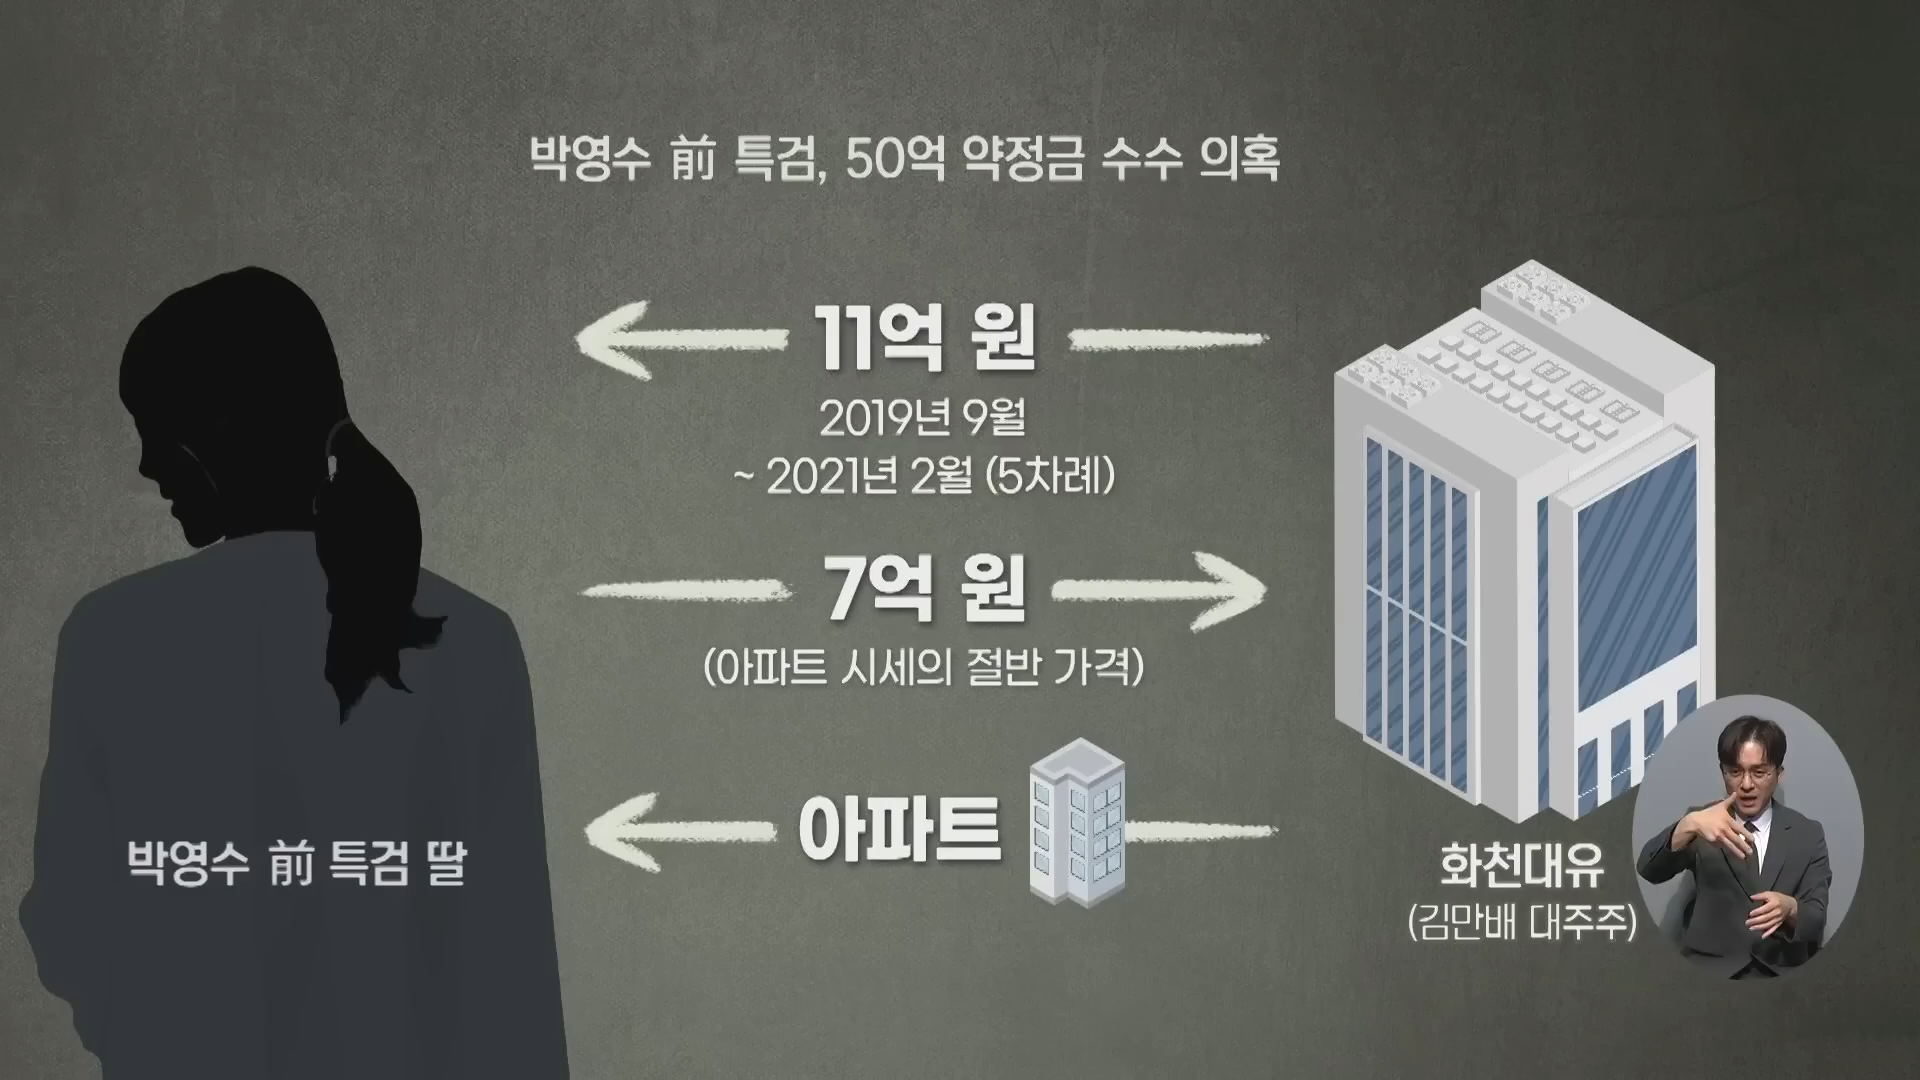 박영수 前 특검, 50억 약정금 수수 의혹
11억 원
2019년 9월
~ 2021년 2월 (5차례)
7억 원
(아파트 시세의 절반 가격)
아파트
박영수 前 특검 딸
화천대유
(김만배 대주주)